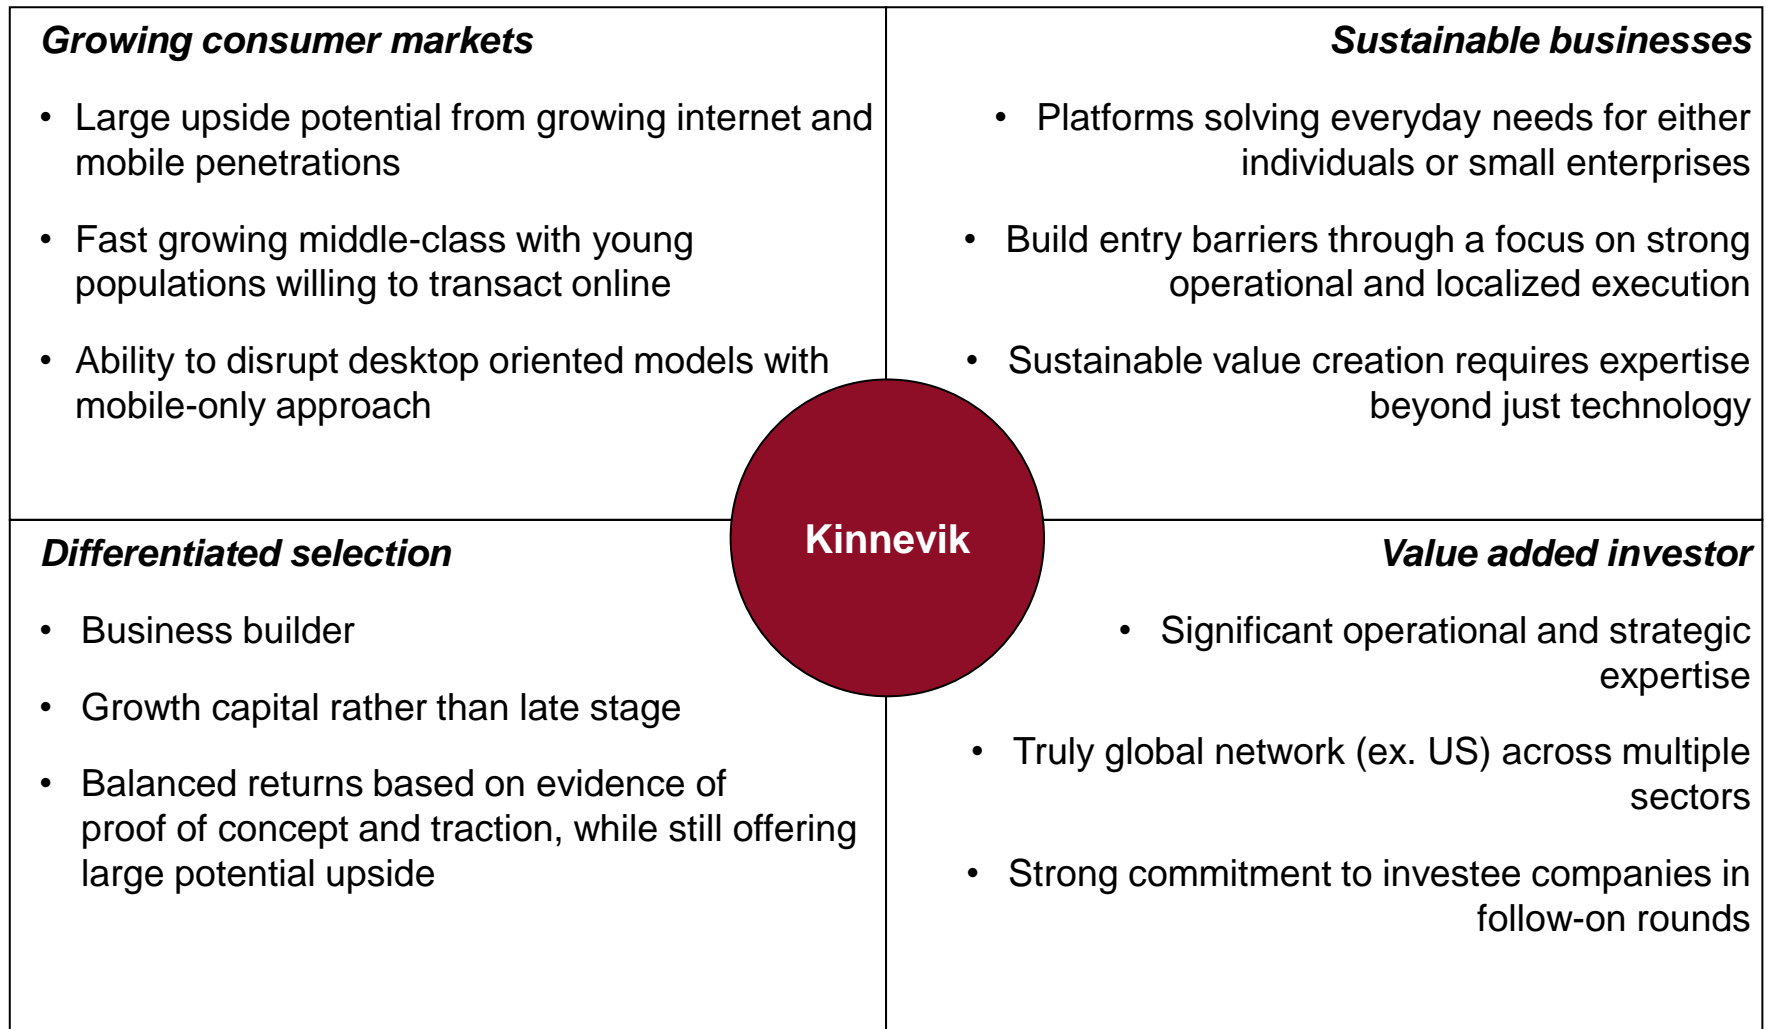 Growing consumer markets
• Large upside potential from growing internet and
mobile penetrations
• Fast growing middle-class with young
populations willing to transact online
• Ability to disrupt desktop oriented models with
mobile-only approach
Sustainable businesses
• Platforms solving everyday needs for either
individuals or small enterprises
• Build entry barriers through a focus on strong
operational and localized execution
• Sustainable value creation requires expertise
beyond just technology
Kinnevik
Differentiated selection
• Business builder
• Growth capital rather than late stage
• Balanced returns based on evidence of
proof of concept and traction, while still offering
large potential upside
Value added investor
• Significant operational and strategic
expertise
• Truly global network (ex. US) across multiple
sectors
• Strong commitment to investee companies in
follow-on rounds